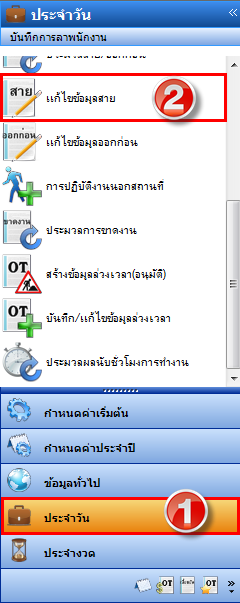 ประจำวัน
บันทึกการลาพนักงาน
สาย
แก้ไขข้อมูลสาย
2
ออกก่อน
แก้ไขข้อมูลออกก่อน
การปฏิบัติงานนอกสถานที่
ขาดงาน
ประมวลการขาดงาน
OT
สร้างข้อมูลล่วงเวลา(อนุมัติ)
OT
บันทึก/แก้ไขข้อมูลล่วงเวลา
ประมวลผลนับชั่วโมงการทำงาน
กำหนดค่าเริ่มต้น
กำหนดค่าประจำปี
ข้อมูลทั่วไป
ประจำวัน
1
ประจำงวด
OT
OT